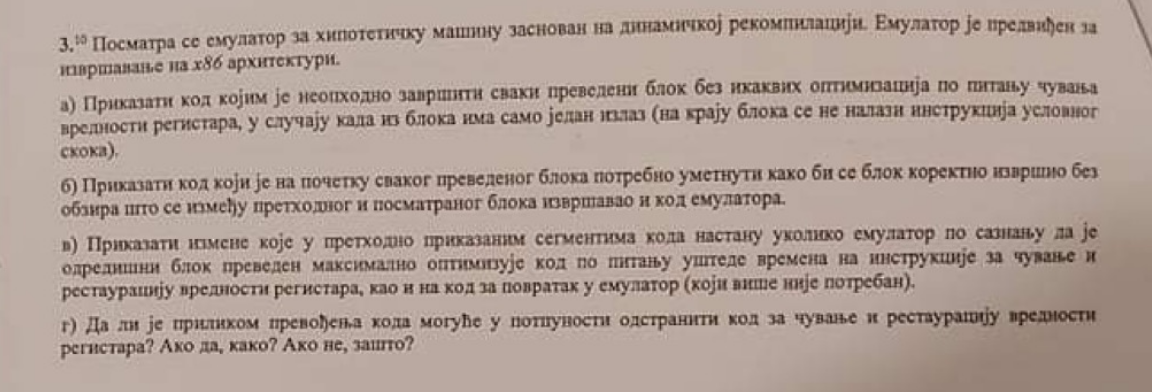 3.¹⁰ Посматра се емулатор за хипотетичку машину заснован на динамичкој рекомпилацији. Емулатор је предвиђен за
извршавање на x86 архитектури.
а) Приказати код којим је неопходно завршити сваки преведени блок без икаквих оптимизација по питању чувања
вредности регистара, у случају када из блока има само један излаз (на крају блока се не налази инструкција условног
скока).
б) Приказати код који је на почетку сваког преведеног блока потребно уметнути како би се блок коректно извршио без
обзира што се између претходног и посматраног блока извршавао и код емулатора.
в) Приказати измене које у претходно приказаним сегментима кода настану уколико емулатор по сазнању да је
одредишни блок преведен максимално оптимизује код по питању уштеде времена на инструкције за чување и
рестаурацију вредности регистара, као и на код за повратак у емулатор (који више није потребан).
г) Да ли је приликом превођења кода могуће у потпуности одстранити код за чување и рестаурацију вредности
регистара? Ако да, како? Ако не, зашто?